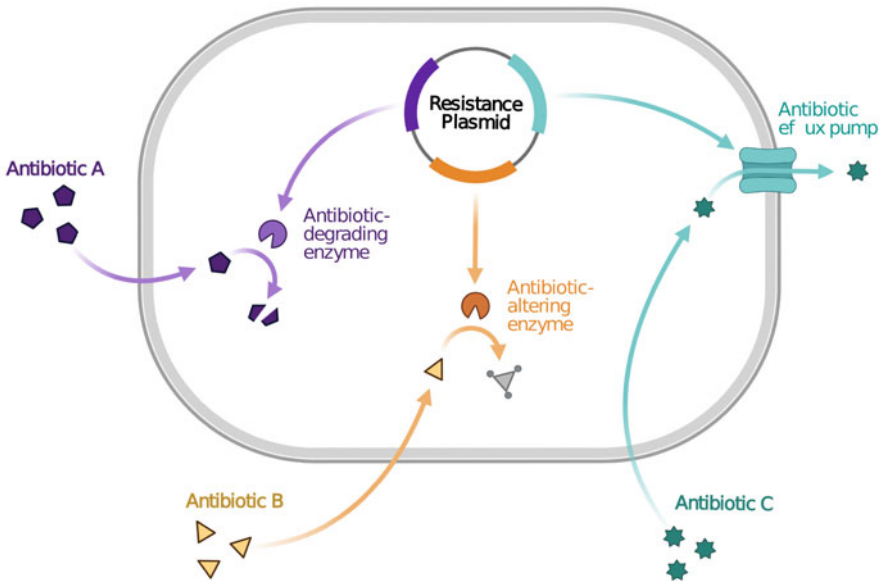 Resistance
Plasmid
Antibiotic
ef ux pump
Antibiotic A
Antibiotic-
degrading
enzyme
Antibiotic-
altering
enzyme
Antibiotic B
Antibiotic C